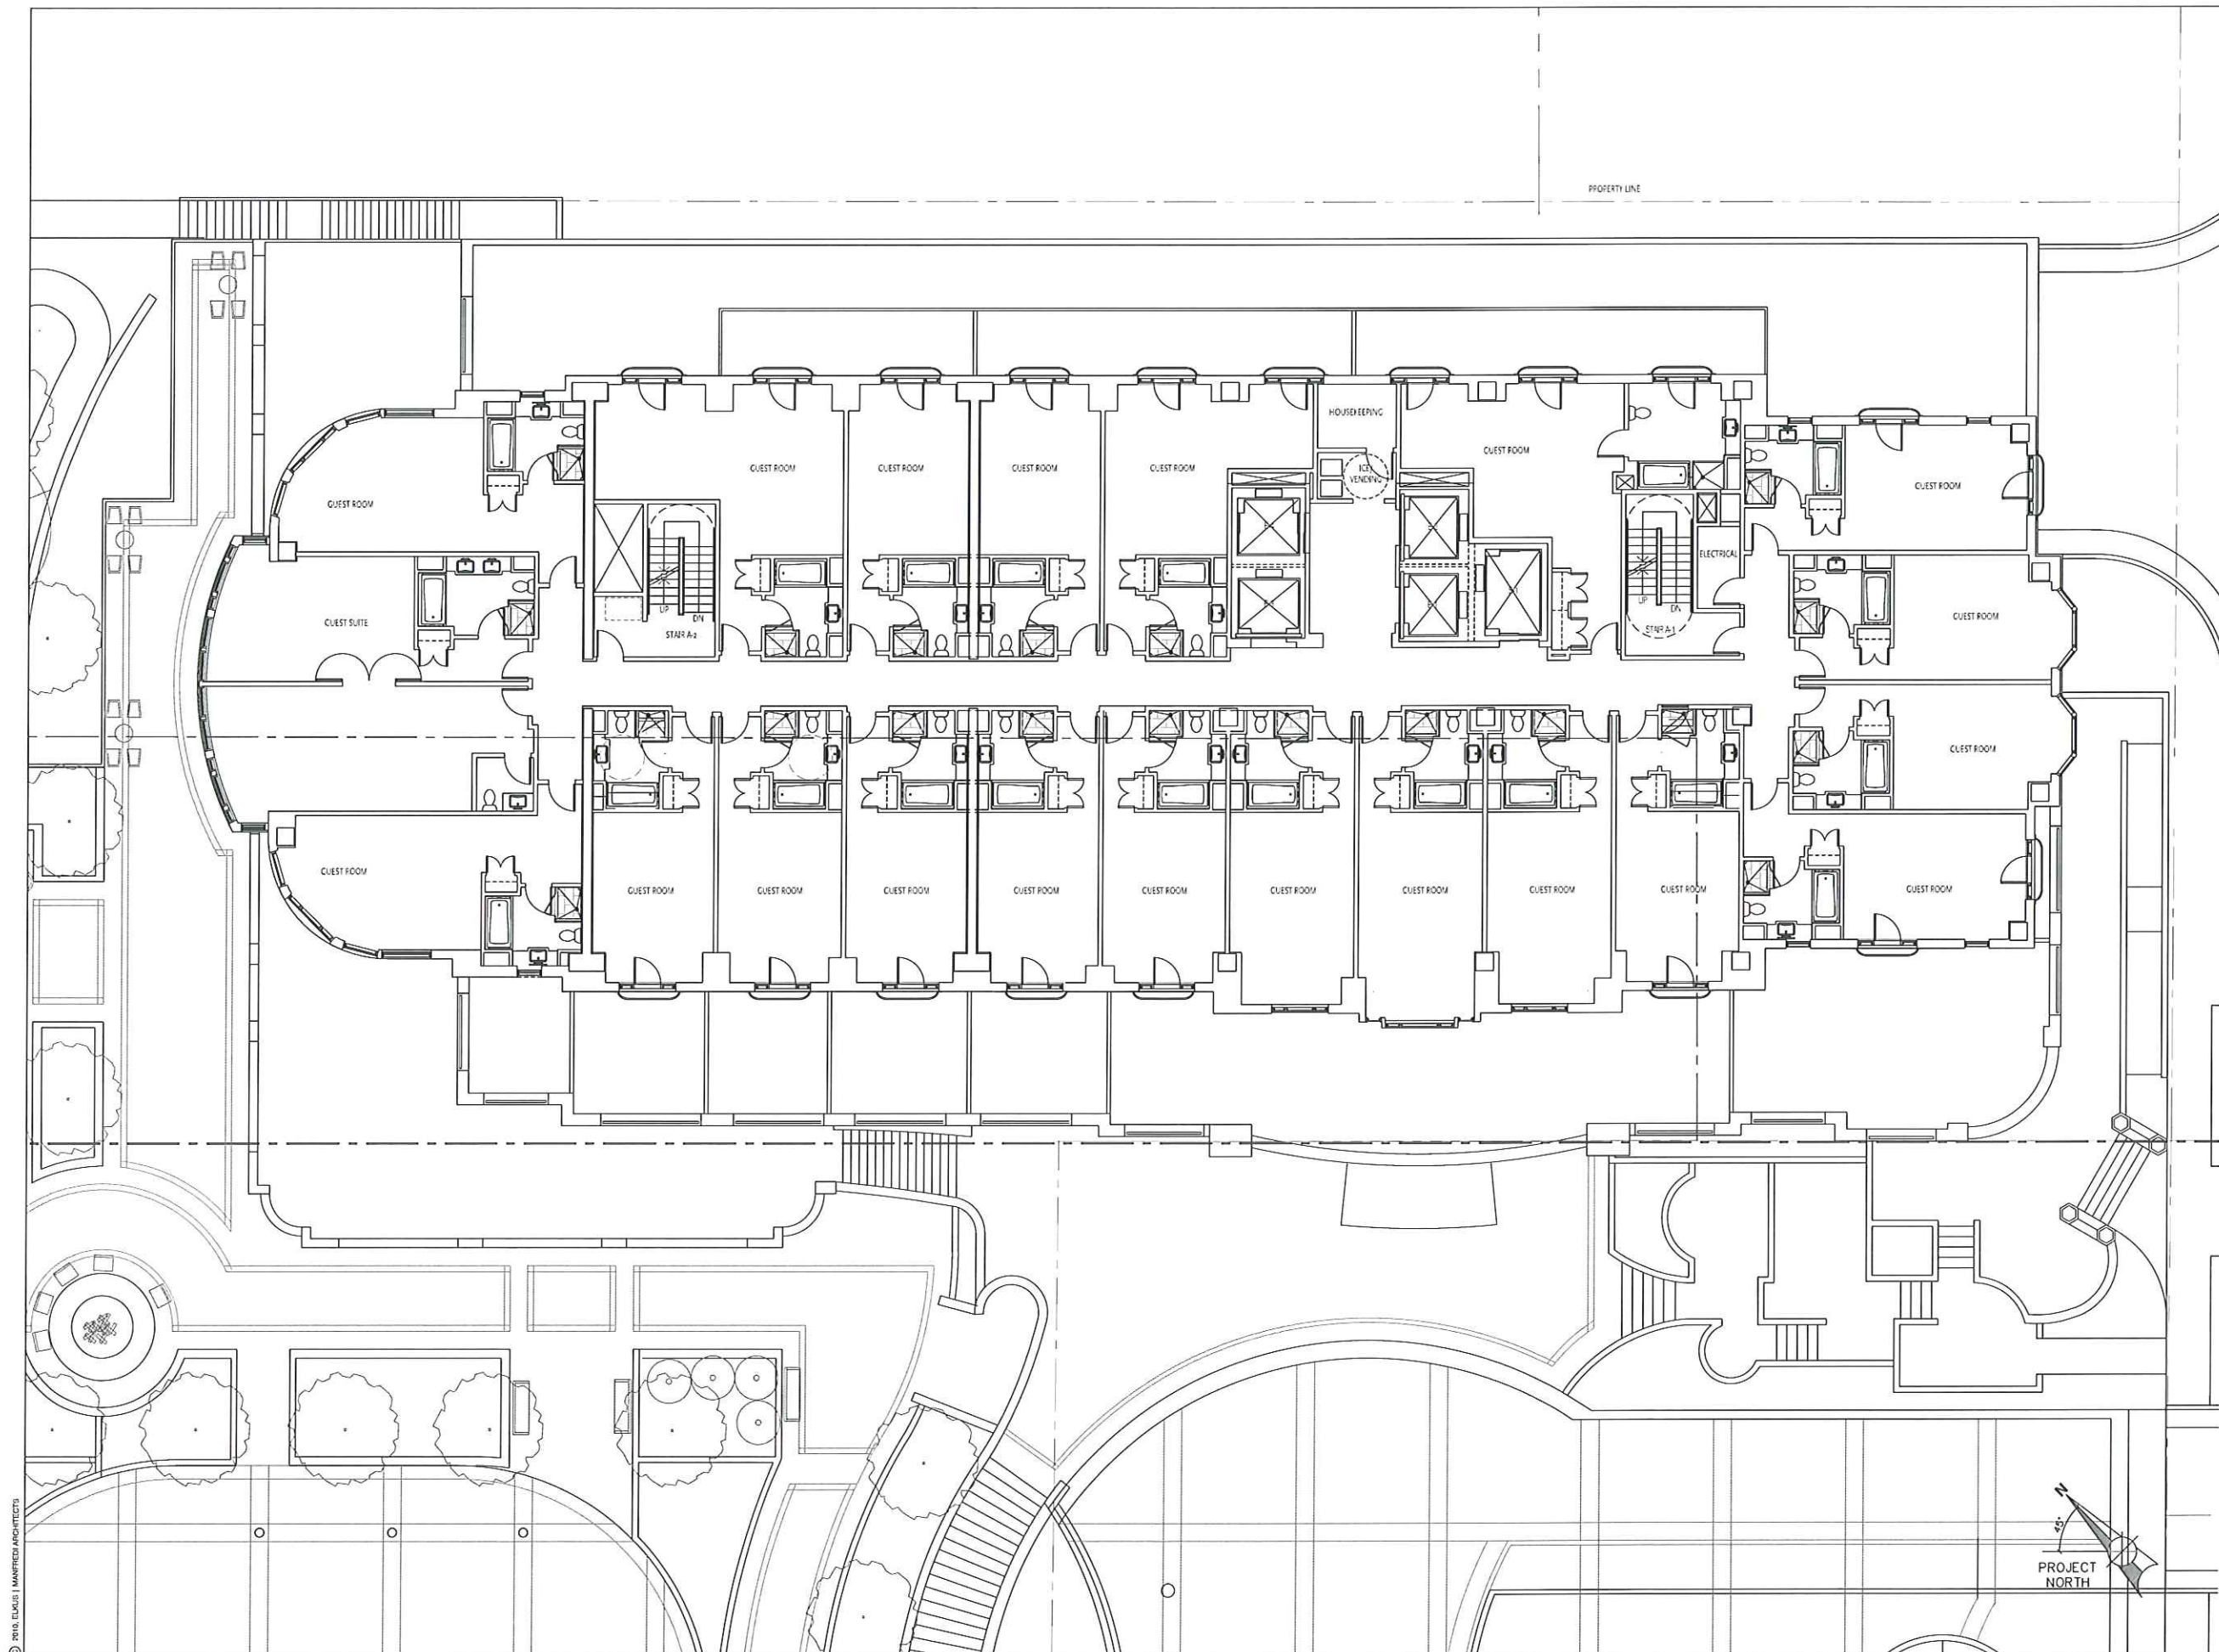 PROPERTY LINE
HOUSEKEEPING
GUEST ROOM
GUEST ROOM
GUEST ROOM
GUEST ROOM
GUEST ROOM
ICE/
VENDING
GUEST ROOM
GUEST ROOM
ELECTRICAL
UP
DN
STAIR A-2
UP
DN
STAIR A-1
GUEST SUITE
GUEST ROOM
GUEST ROOM
GUEST ROOM
GUEST ROOM
GUEST ROOM
GUEST ROOM
GUEST ROOM
GUEST ROOM
GUEST ROOM
GUEST ROOM
GUEST ROOM
GUEST ROOM
GUEST ROOM
N
45°
PROJECT
NORTH
© 2010, ELKUS | MANFREDI ARCHITECTS